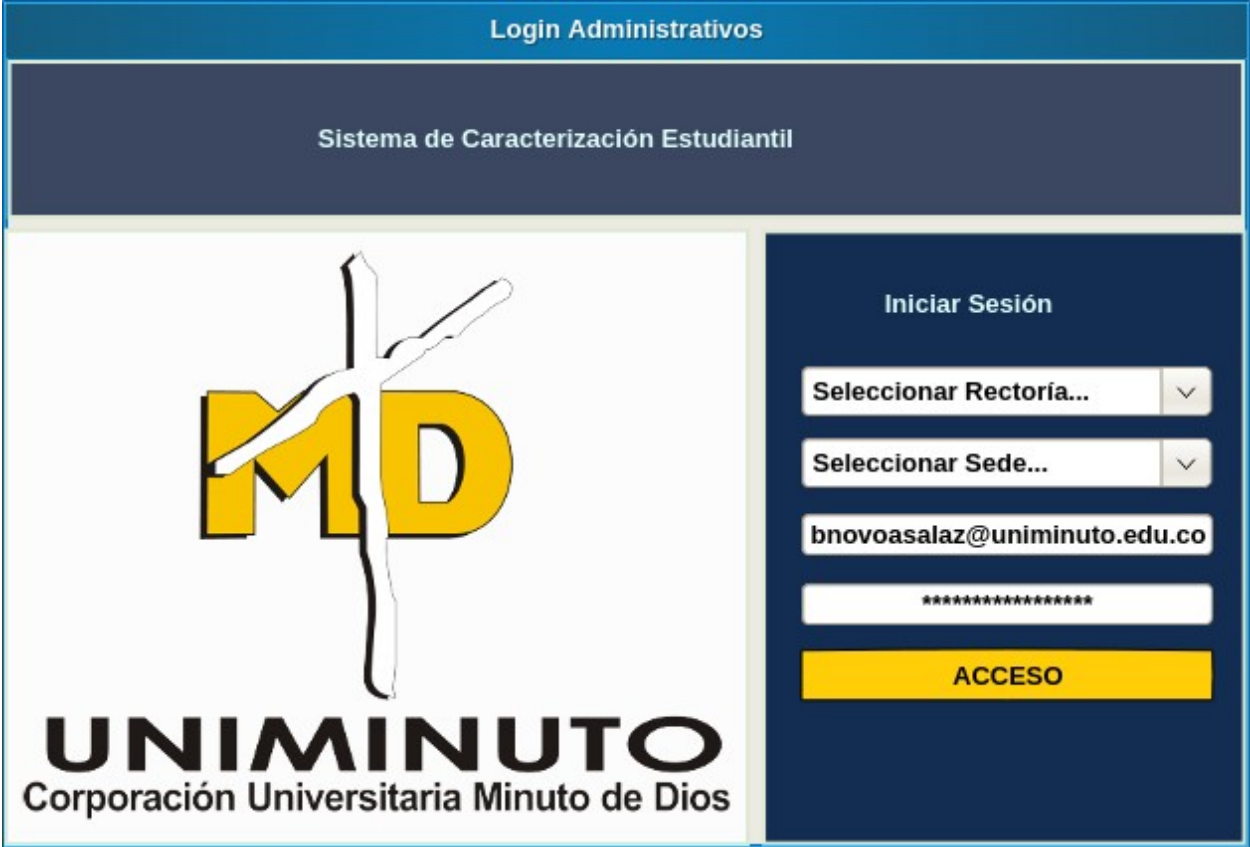 Login Administrativos
Sistema de Caracterización Estudiantil
MD
UNIMINUTO
Corporación Universitaria Minuto de Dios
Iniciar Sesión
Seleccionar Rectoría...
Seleccionar Sede...
bnovoasalaz@uniminuto.edu.co
*****************
ACCESO